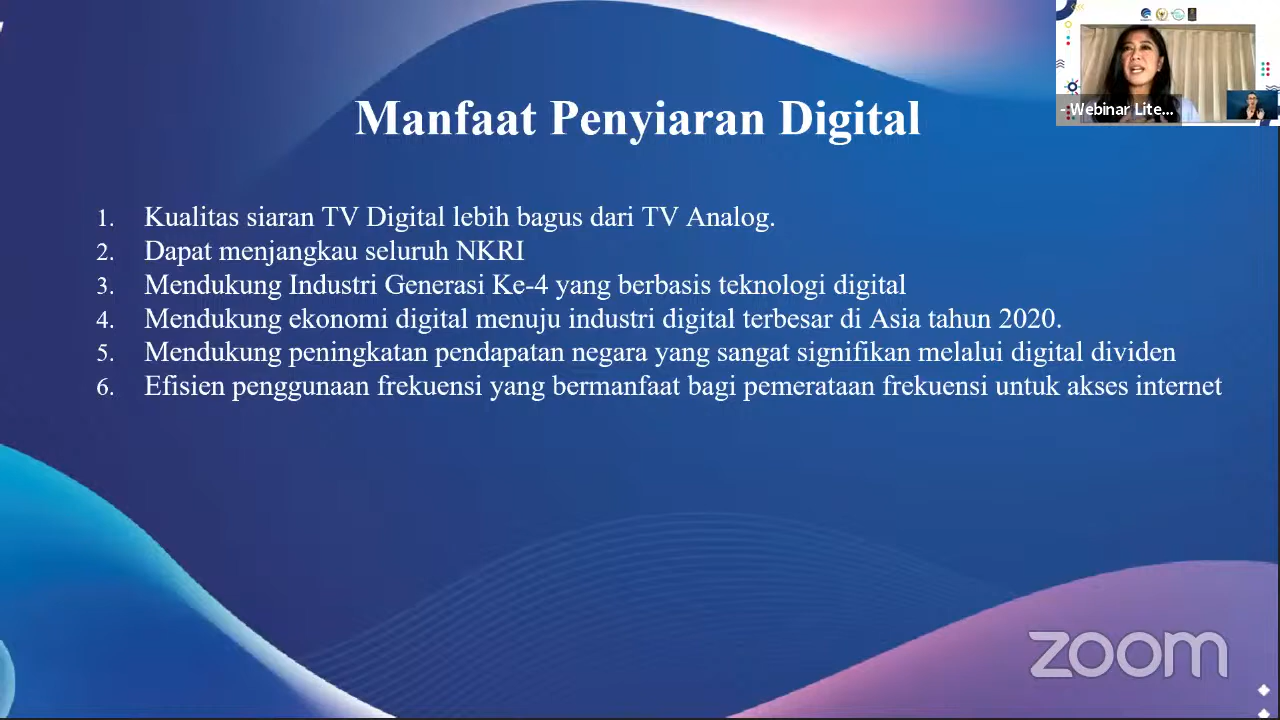 Manfaat Penyiaran Digital
- Webinar Lite...
1. Kualitas siaran TV Digital lebih bagus dari TV Analog.
2. Dapat menjangkau seluruh NKRI
3. Mendukung Industri Generasi Ke-4 yang berbasis teknologi digital
4. Mendukung ekonomi digital menuju industri digital terbesar di Asia tahun 2020.
5. Mendukung peningkatan pendapatan negara yang sangat signifikan melalui digital dividen
6. Efisien penggunaan frekuensi yang bermanfaat bagi pemerataan frekuensi untuk akses internet
zoom